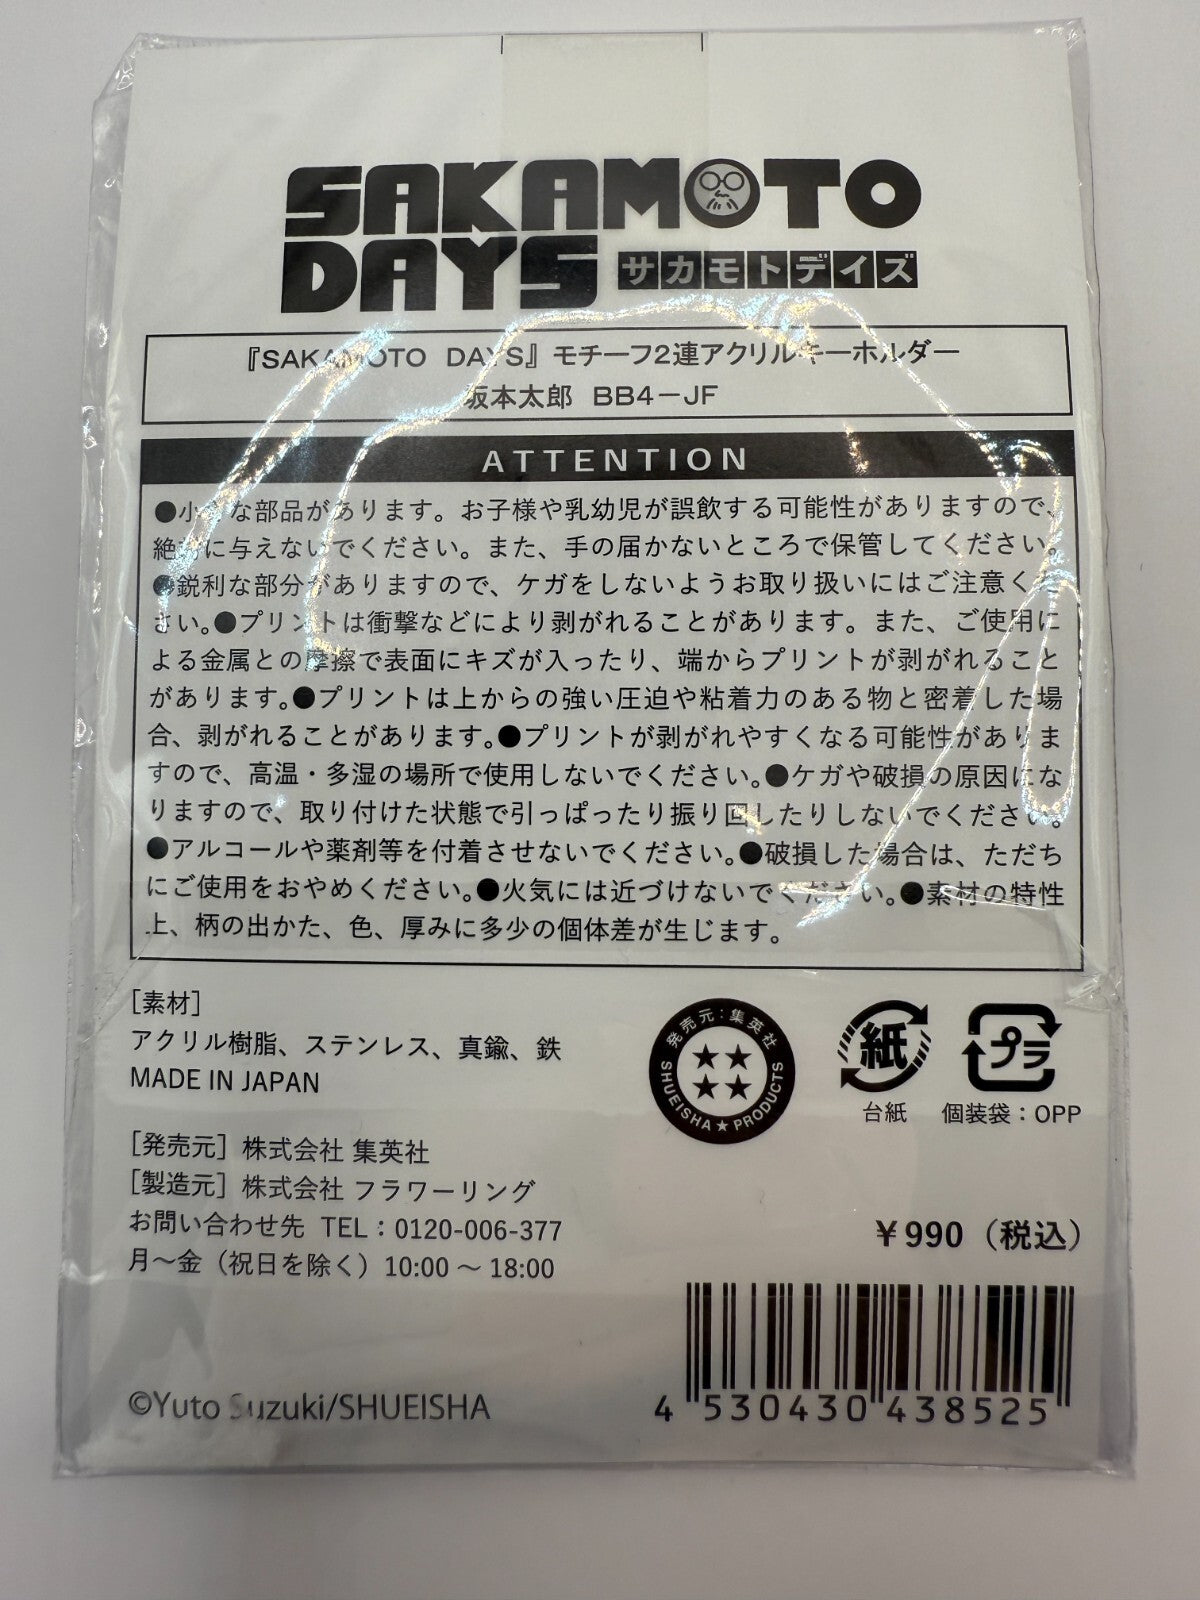 SAKAMOTO
DAYS サカモトデイズ
『SAKAMOTO DAYS』モチーフ2連アクリルキーホルダー
坂本太郎 BB4-JF
ATTENTION
●小さな部品があります。お子様や乳幼児が誤飲する可能性がありますので、
絶対に与えないでください。また、手の届かないところで保管してください。
●鋭利な部分がありますので、ケガをしないようお取り扱いにはご注意くだ
さい。●プリントは衝撃などにより剥がれることがあります。また、ご使用に
よる金属との摩擦で表面にキズが入ったり、端からプリントが剥がれること
があります。●プリントは上からの強い圧迫や粘着力のある物と密着した場
合、剥がれることがあります。●プリントが剥がれやすくなる可能性がありま
すので、高温・多湿の場所で使用しないでください。●ケガや破損の原因にな
りますので、取り付けた状態で引っぱったり振り回したりしないでください。
●アルコールや薬剤等を付着させないでください。●破損した場合は、ただち
にご使用をおやめください。●火気には近づけないでください。●素材の特性
上、柄の出かた、色、厚みに多少の個体差が生じます。
[素材]
アクリル樹脂、ステンレス、真鍮、鉄
MADE IN JAPAN
発売元:集英社
SHUEISHA★PRODUCTS
紙
台紙
プラ
個装袋:OPP
[発売元] 株式会社 集英社
[製造元] 株式会社 フラワーリング
お問い合わせ先 TEL:0120-006-377
月〜金(祝日を除く)10:00 〜 18:00
¥990(税込)
©Yuto Suzuki/SHUEISHA
4 530430 438525